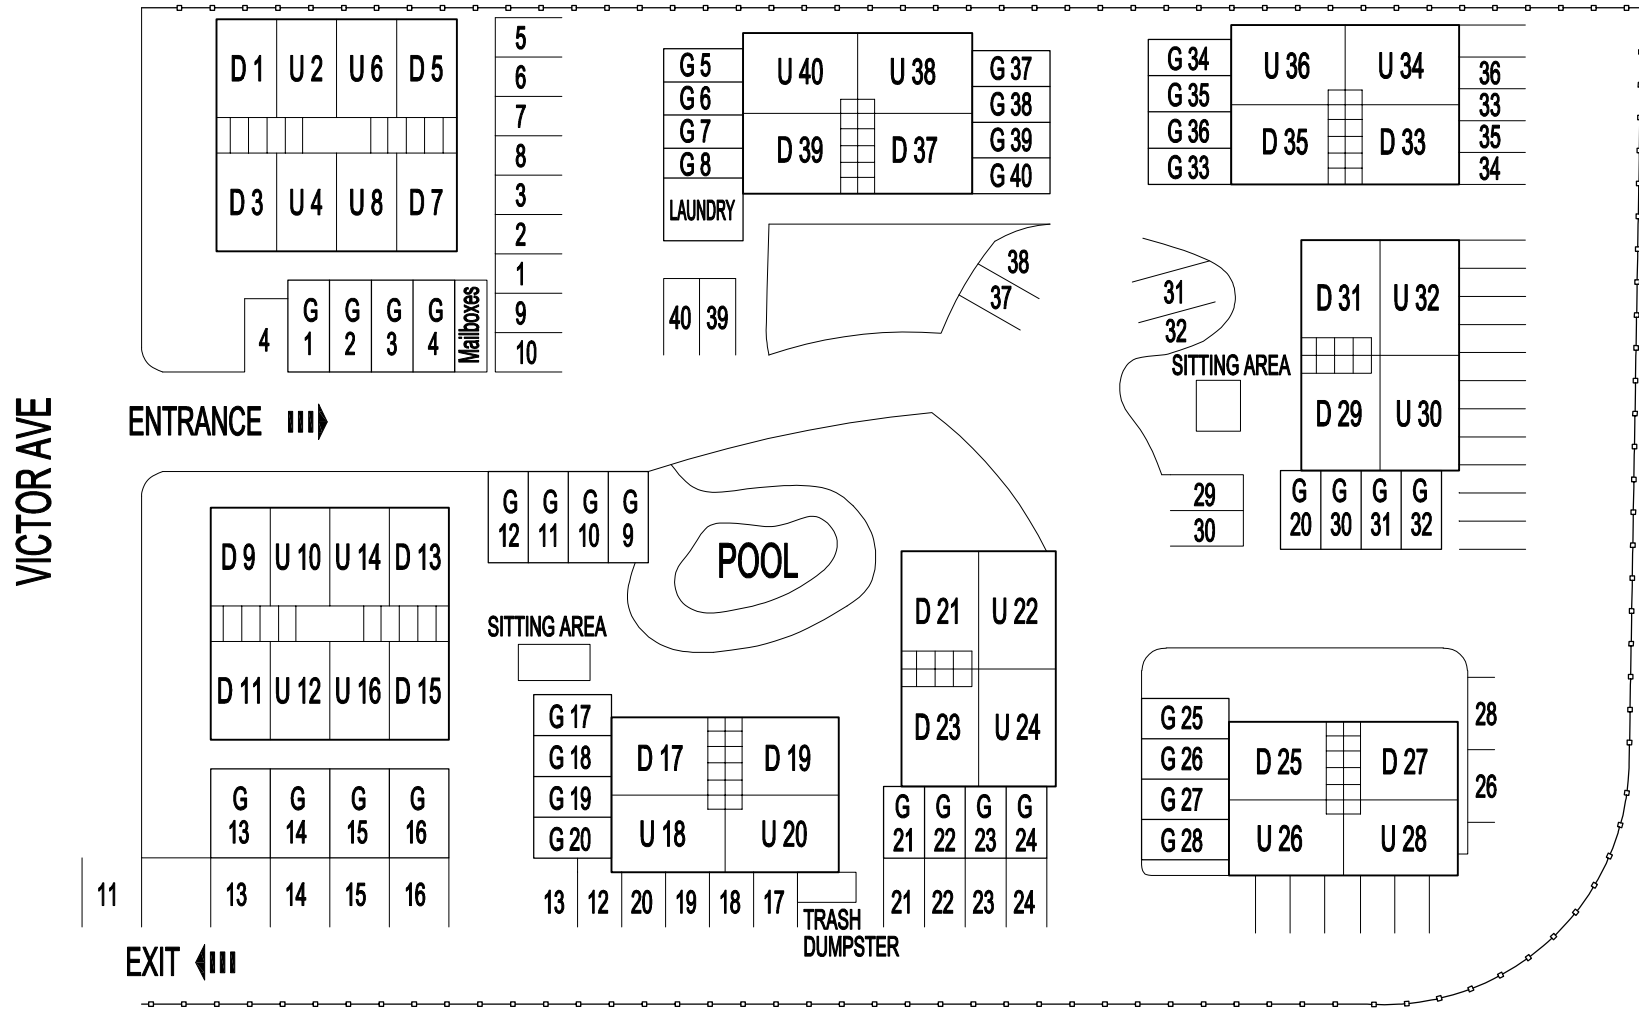 D 1 U 2 U 6 D 5
D 3 U 4 U 8 D 7
G 1
G 2
G 3
G 4
Mailboxes
4
5
6
7
8
3
2
1
9
10
G 5
G 6
G 7
G 8
LAUNDRY
U 40 U 38
D 39 D 37
G 37
G 38
G 39
G 40
40 39
38
37
G 34
G 35
G 36
G 33
U 36 U 34
D 35 D 33
36
33
35
34
31
32
SITTING AREA
D 31 U 32
D 29 U 30
29
30
G 20
G 30
G 31
G 32
VICTOR AVE
ENTRANCE
D 9 U 10 U 14 D 13
D 11 U 12 U 16 D 15
G 12
G 11
G 10
G 9
POOL
SITTING AREA
G 13
G 14
G 15
G 16
11 13 14 15 16
EXIT
G 17
G 18
G 19
G 20
D 17 D 19
U 18 U 20
13 12 20 19 18 17
TRASH
DUMPSTER
D 21 U 22
D 23 U 24
G 21
G 22
G 23
G 24
21 22 23 24
G 25
G 26
G 27
G 28
D 25 D 27
U 26 U 28
28
26